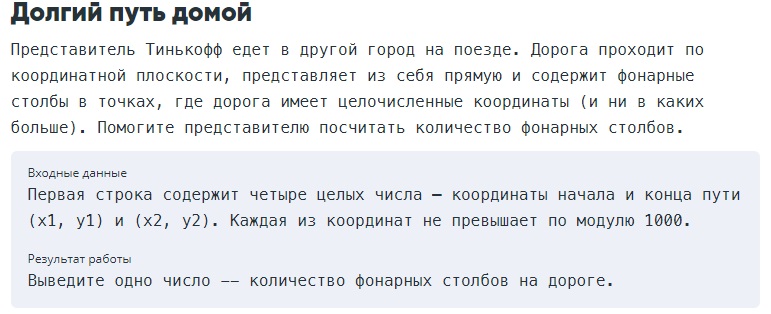 Долгий путь домой
Представитель Тинькофф едет в другой город на поезде. Дорога проходит по
координатной плоскости, представляет из себя прямую и содержит фонарные
столбы в точках, где дорога имеет целочисленные координаты (и ни в каких
больше). Помогите представителю посчитать количество фонарных столбов.
Входные данные
Первая строка содержит четыре целых числа — координаты начала и конца пути
(x1, y1) и (x2, y2). Каждая из координат не превышает по модулю 1000.
Результат работы
Выведите одно число -- количество фонарных столбов на дороге.